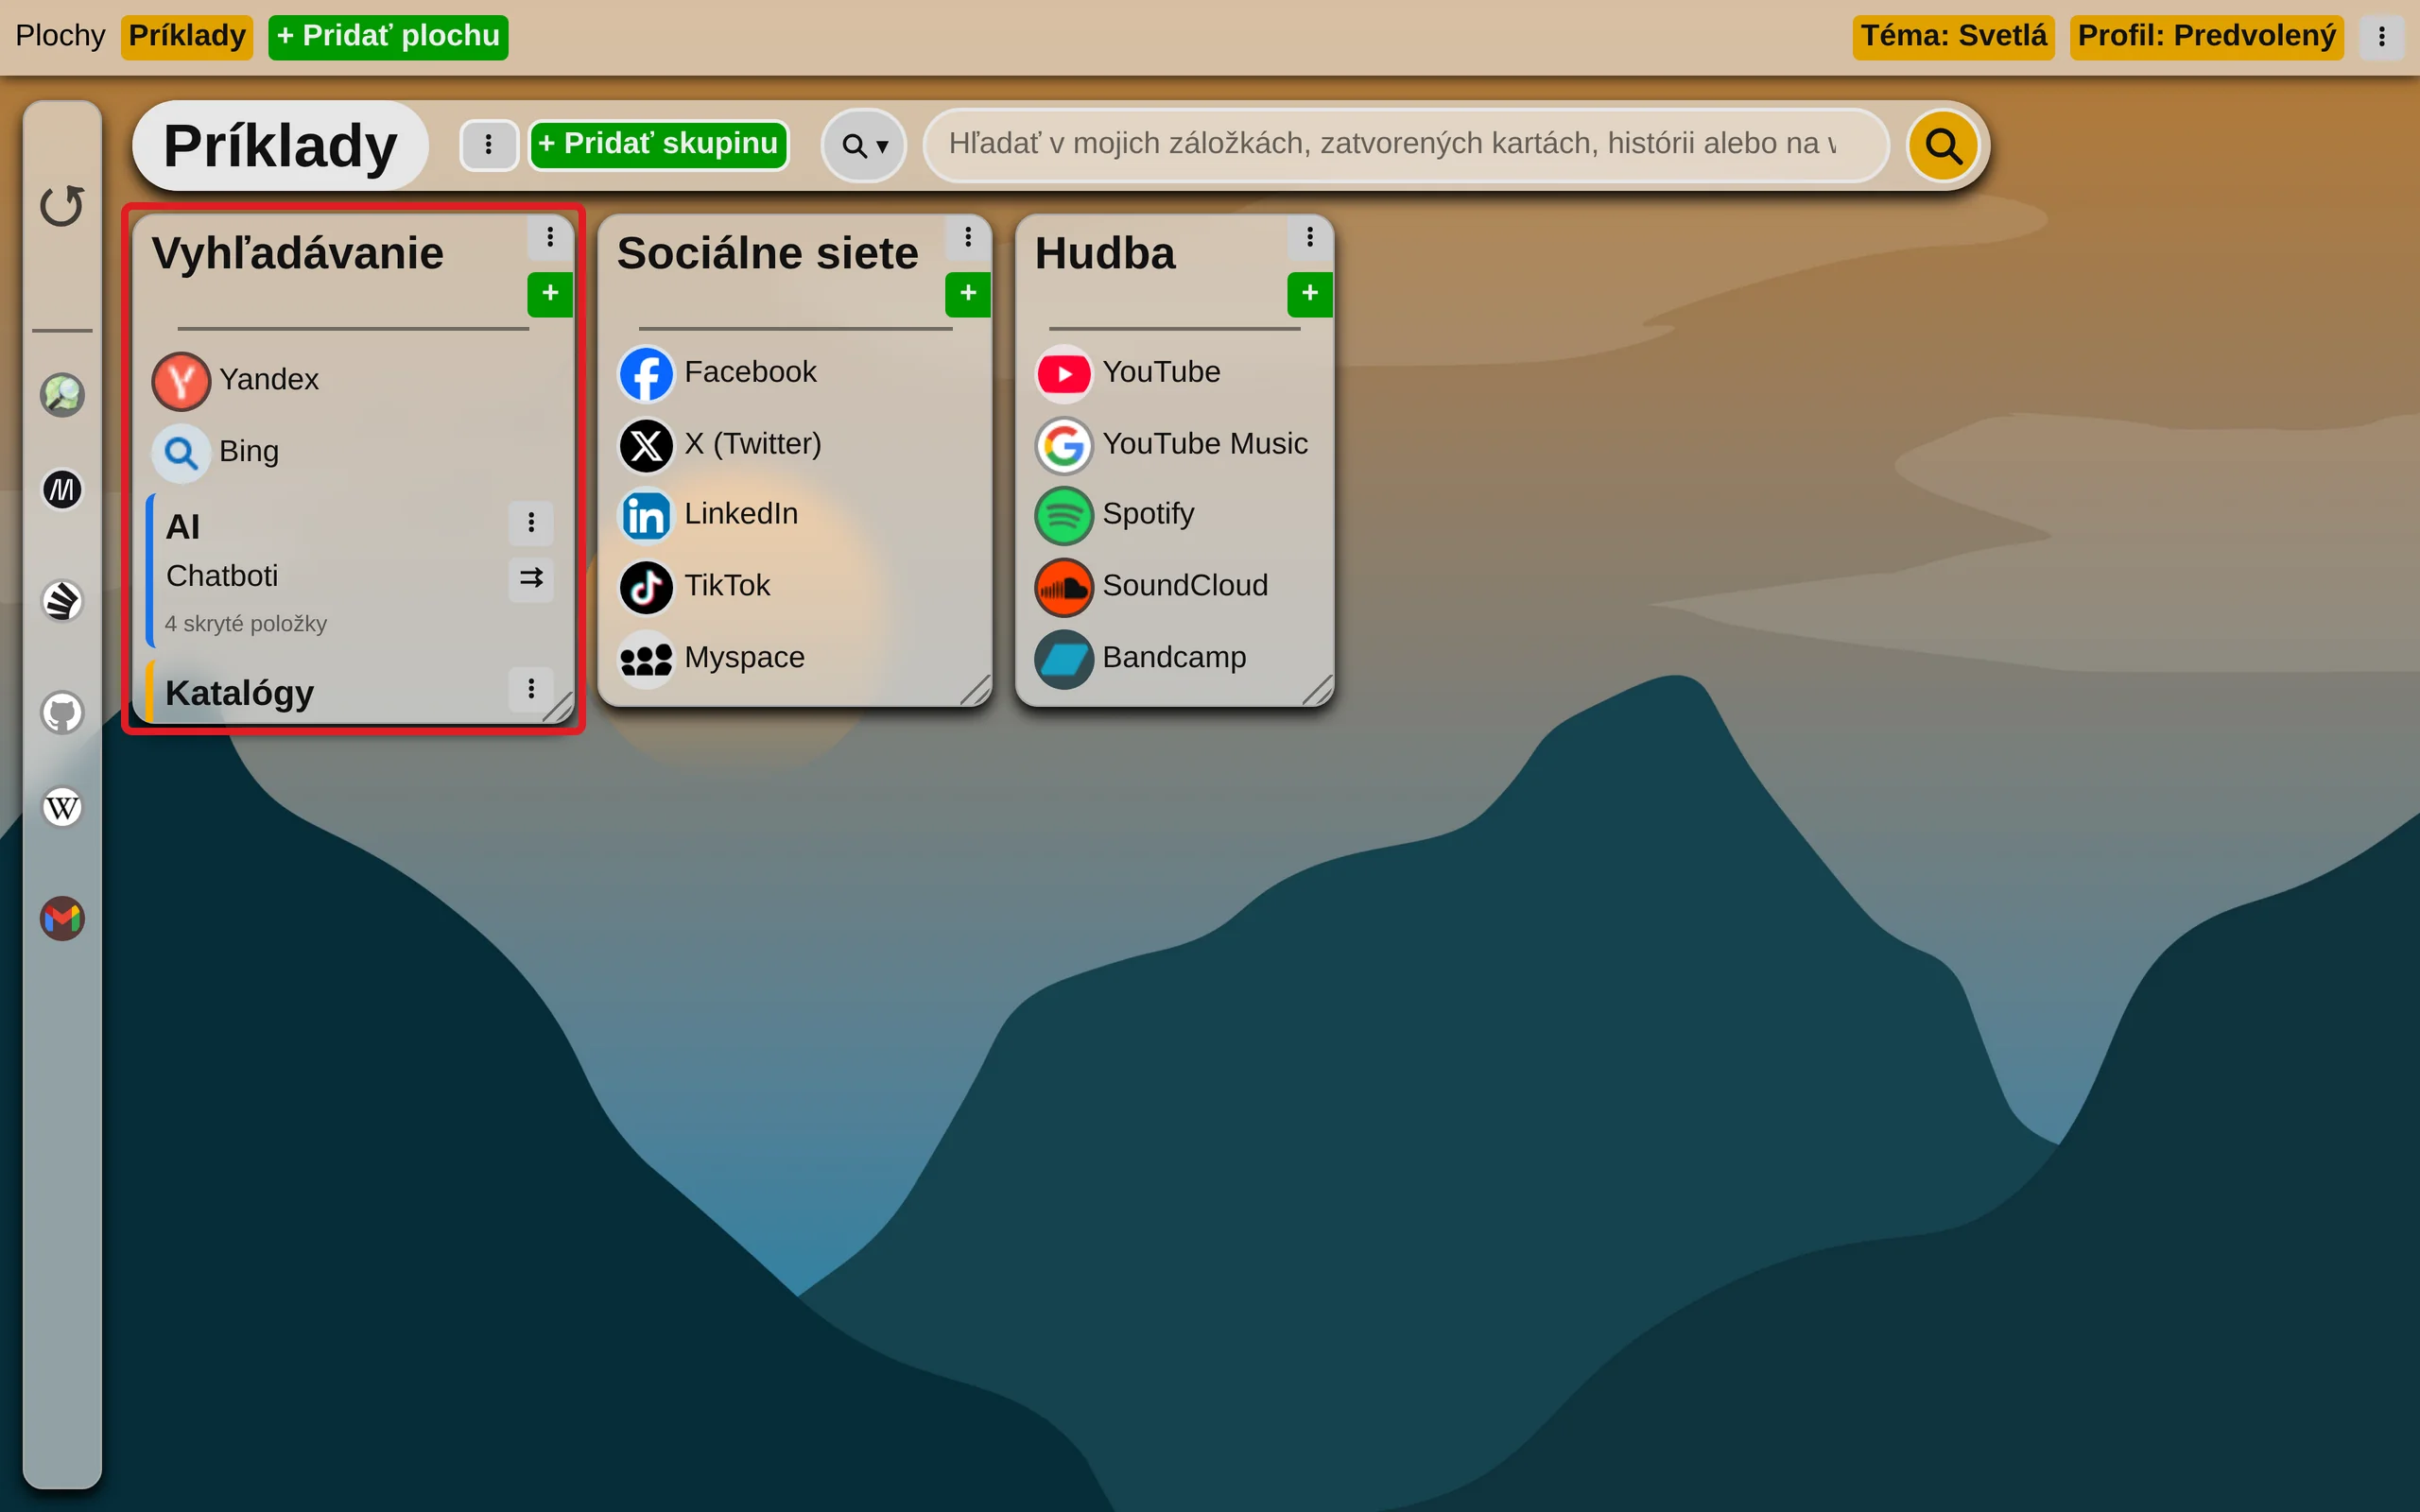 Plochy Príklady + Pridať plochu Téma: Svetlá Profil: Predvolený
Príklady + Pridať skupinu Hľadať v mojich záložkách, zatvorených kartách, histórii alebo na
Vyhľadávanie
+
Yandex
Bing
AI
Chatboti
4 skryté položky
Katalógy
Sociálne siete
+
Facebook
X (Twitter)
LinkedIn
TikTok
Myspace
Hudba
+
YouTube
YouTube Music
Spotify
SoundCloud
Bandcamp